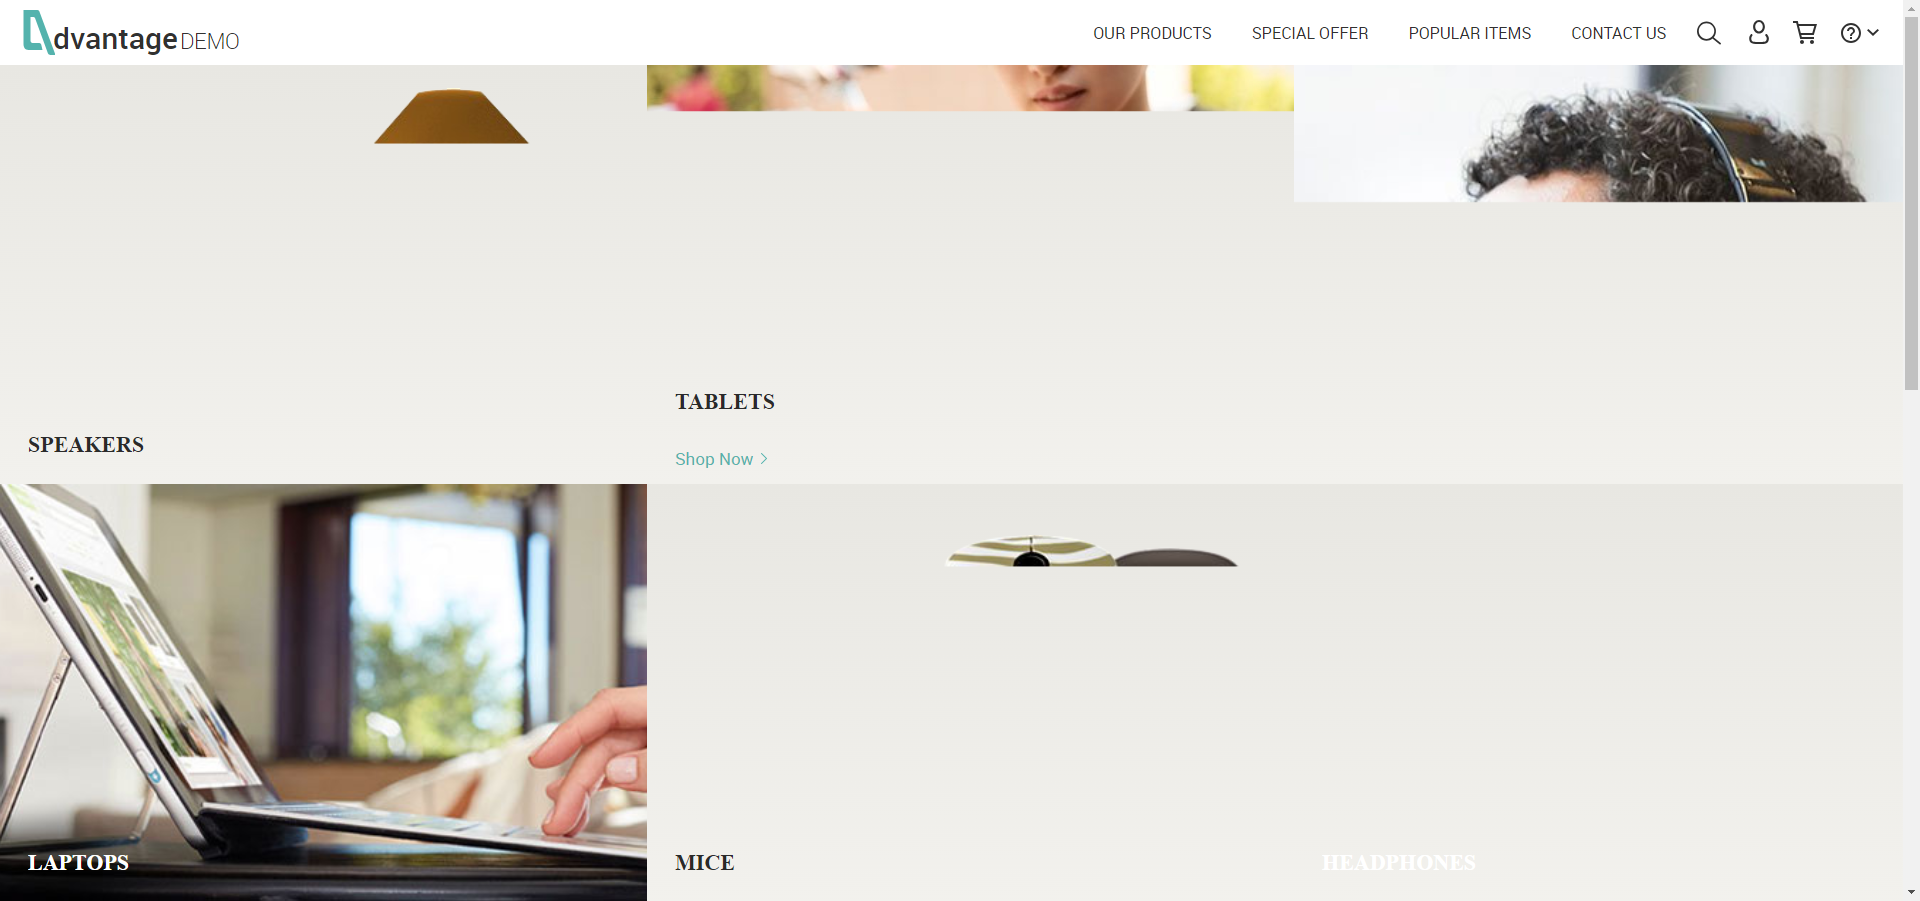 dvantage DEMO
OUR PRODUCTS
SPECIAL OFFER
POPULAR ITEMS
CONTACT US
TABLETS
SPEAKERS
Shop Now
LAPTOPS
MICE
HEADPHONES